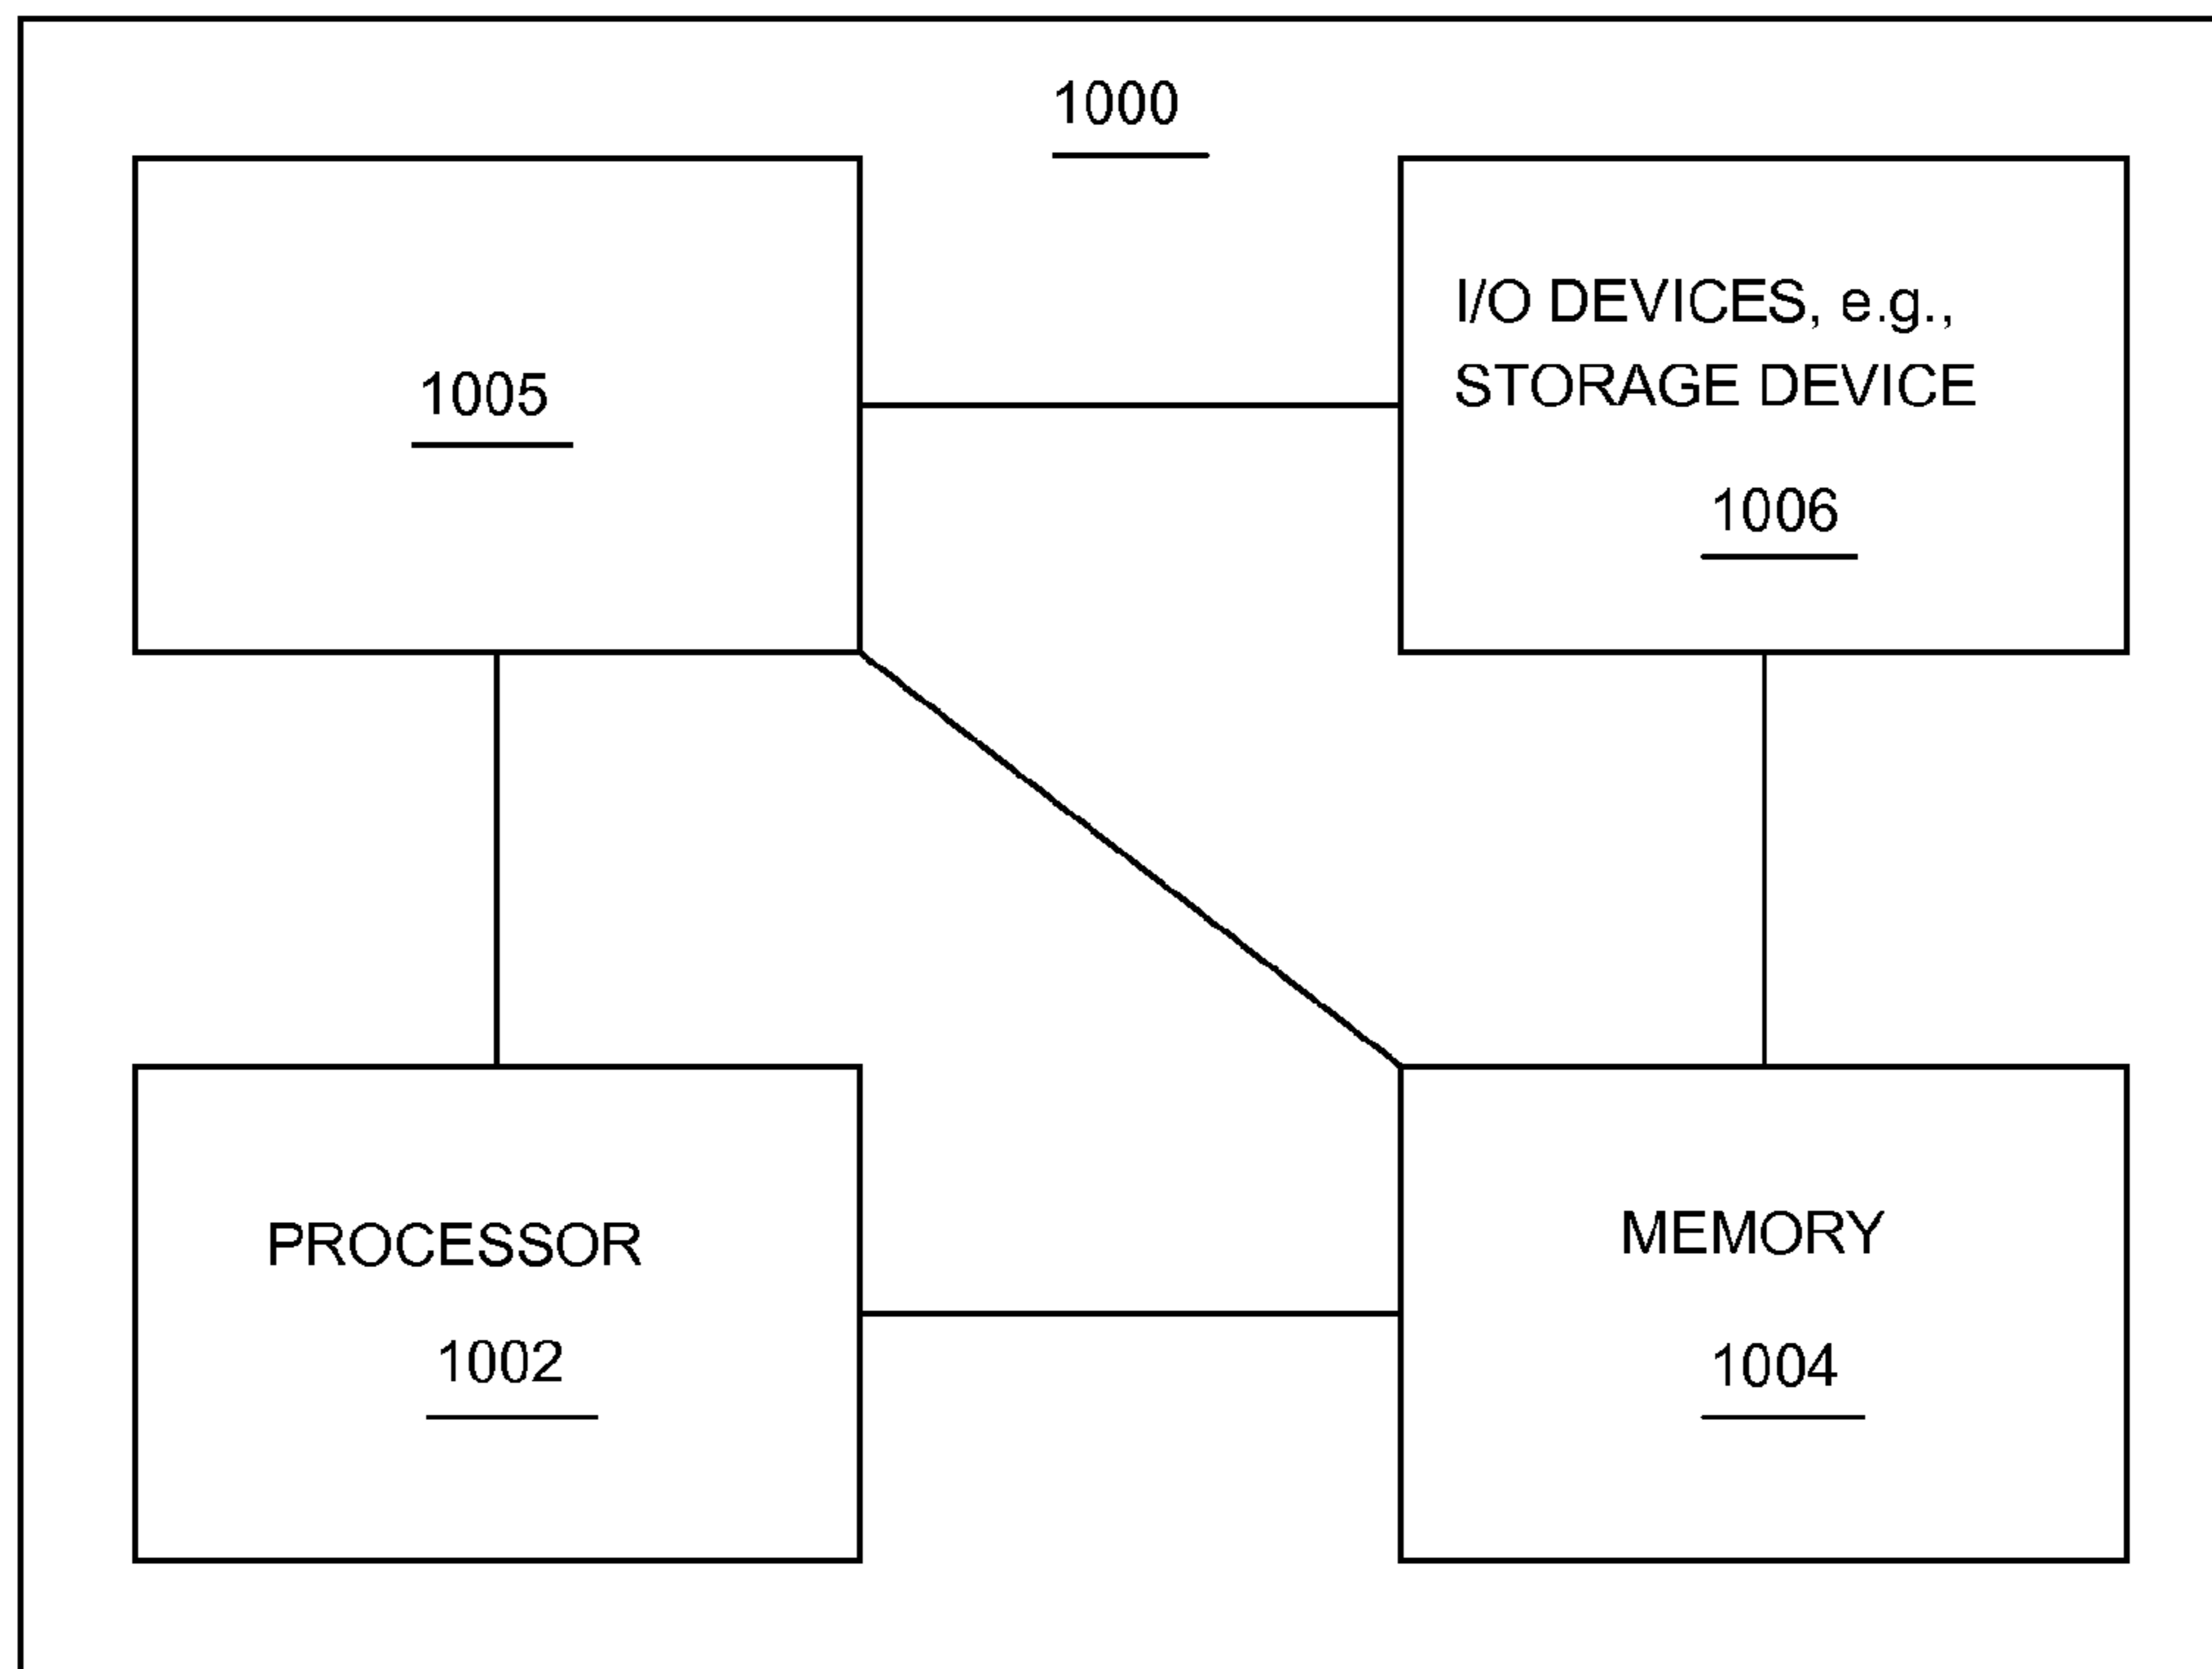 1000
1005
I/O DEVICES, e.g.,
STORAGE DEVICE
1006
PROCESSOR
1002
MEMORY
1004